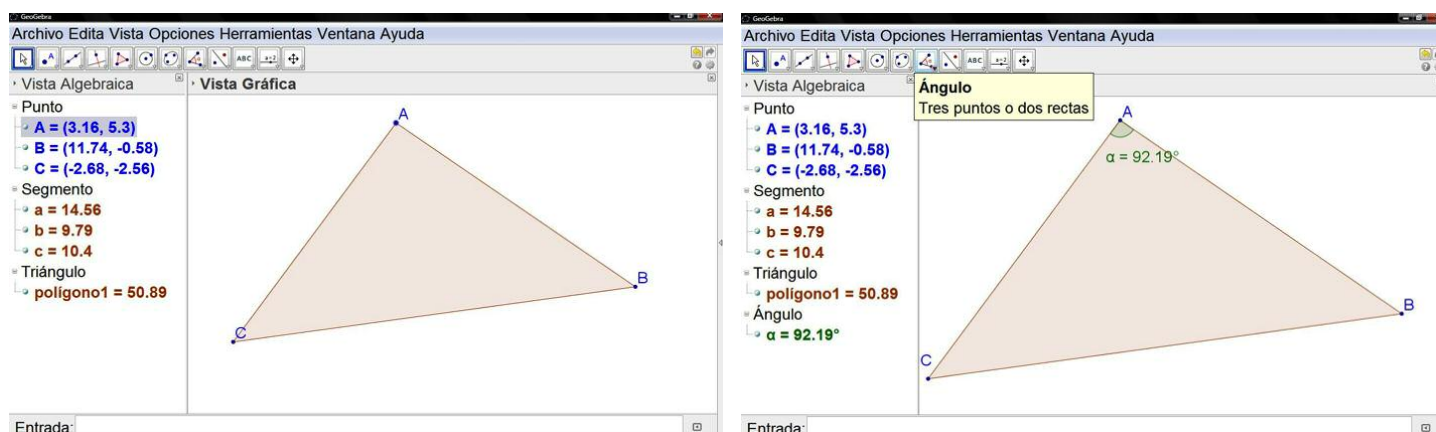 GeoGebra
Archivo Edita Vista Opciones Herramientas Ventana Ayuda
ABC
a=2
Vista Algebraica
Vista Gráfica
Punto
A = (3.16, 5.3)
B = (11.74, -0.58)
C = (-2.68, -2.56)
Segmento
a = 14.56
b = 9.79
c = 10.4
Triángulo
polígono1 = 50.89
A
B
C
Entrada:
GeoGebra
Archivo Edita Vista Opciones Herramientas Ventana Ayuda
ABC
a=2
Vista Algebraica
Ángulo
Tres puntos o dos rectas
Punto
A = (3.16, 5.3)
B = (11.74, -0.58)
C = (-2.68, -2.56)
Segmento
a = 14.56
b = 9.79
c = 10.4
Triángulo
polígono1 = 50.89
Ángulo
α = 92.19°
A
α = 92.19°
B
C
Entrada: